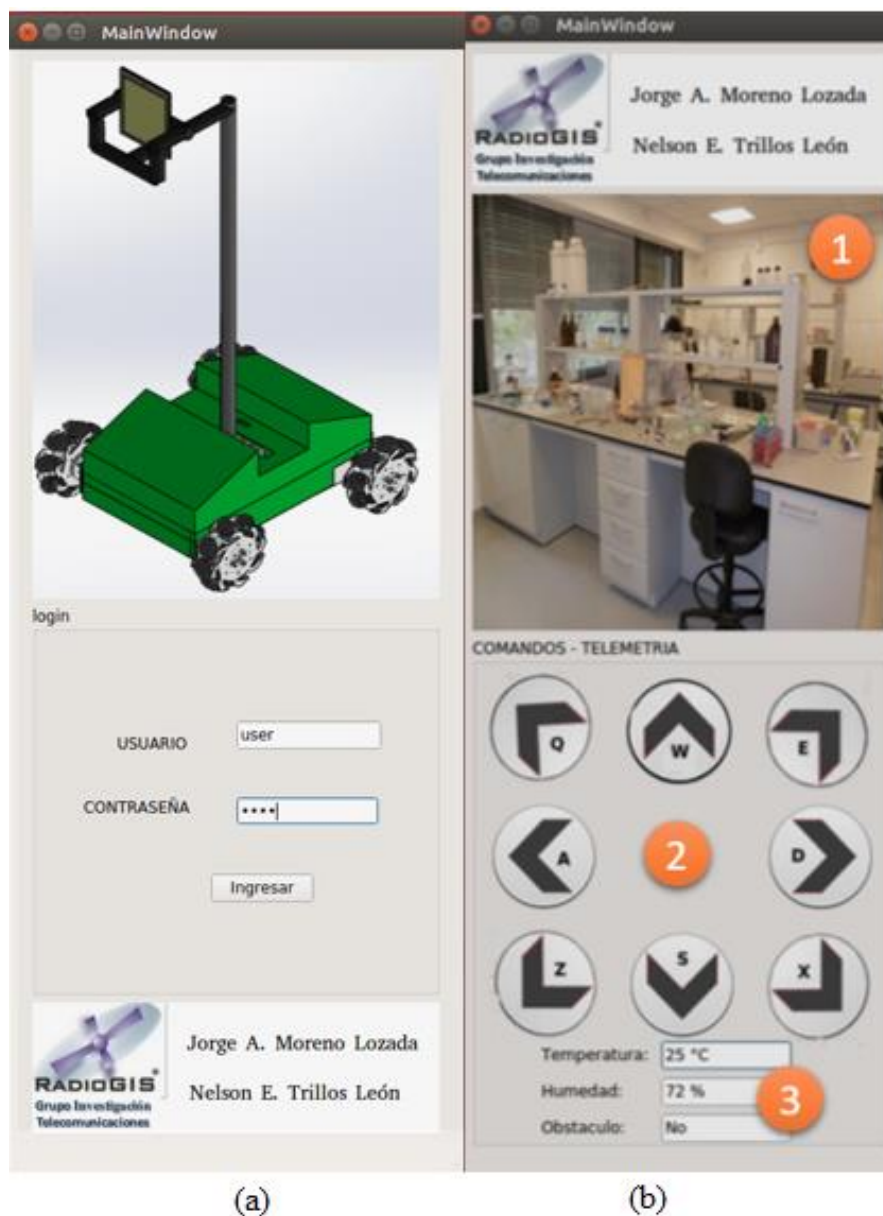 MainWindow
login
USUARIO
user
CONTRASEÑA
••••
Ingresar
RADIOGIS
Grupo Investigación
Telecomunicaciones
Jorge A. Moreno Lozada
Nelson E. Trillos León
(a)
MainWindow
RADIOGIS
Grupo Investigación
Telecomunicaciones
Jorge A. Moreno Lozada
Nelson E. Trillos León
1
COMANDOS - TELEMETRIA
Q W E
A 2 D
Z S X
Temperatura: 25 °C
Humedad: 72 %
3
Obstaculo: No
(b)